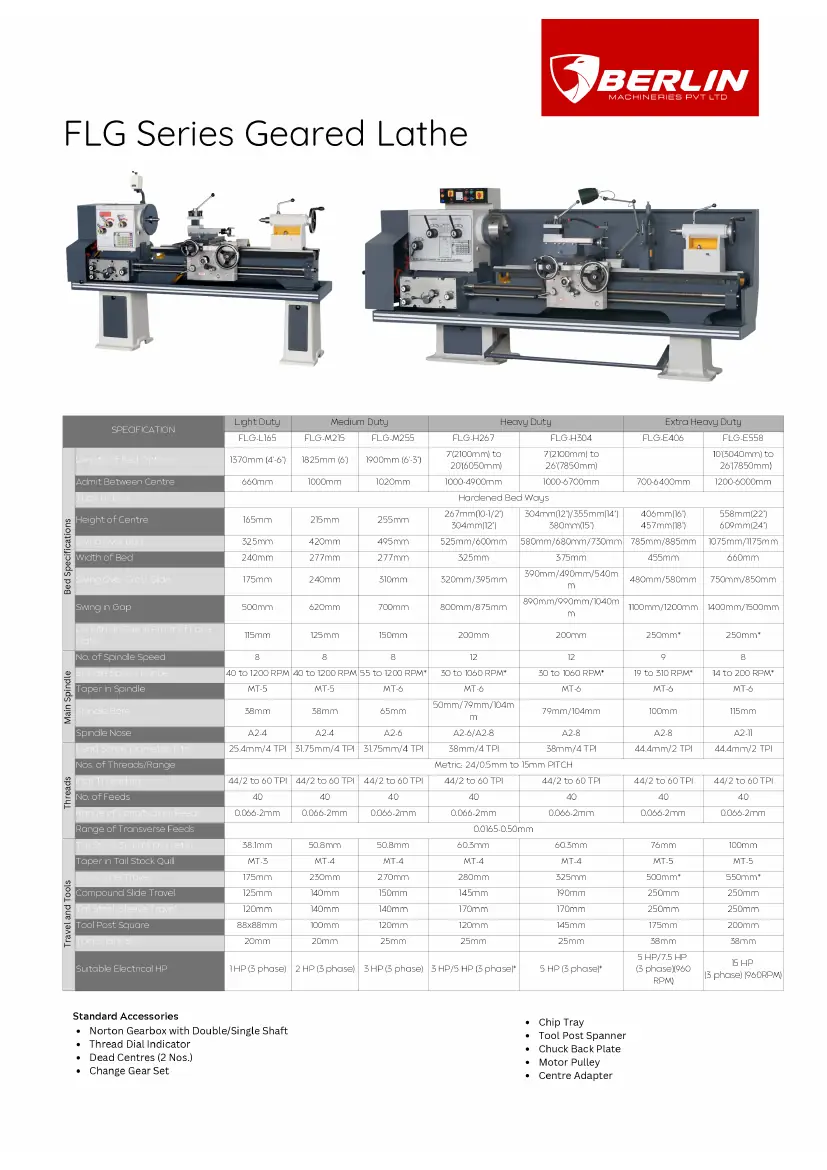 BERLIN
MACHINERIES PVT LTD
FLG Series Geared Lathe
SPECIFICATION
Light Duty Medium Duty Heavy Duty Extra Heavy Duty
FLG-L165 FLG-M215 FLG-M255 FLG-H267 FLG-H304 FLG-E406 FLG-E558
Bed Specifications
1370mm (4'-6') 1825mm (6') 1900mm (6'-3') 7'(2100mm) to 20'(6050mm) 7'(2100mm) to 26'(7850mm) 10'(3040mm) to 26'(7850mm)
Admit Between Centre 660mm 1000mm 1020mm 1000-4900mm 1000-6700mm 700-6400mm 1200-6000mm
Hardened Bed Ways
Height of Centre 165mm 215mm 255mm 267mm(10-1/2') 304mm(12') 304mm(12')/355mm(14') 380mm(15') 406mm(16') 457mm(18') 558mm(22') 609mm(24')
325mm 420mm 495mm 525mm/600mm 580mm/680mm/730mm 785mm/885mm 1075mm/1175mm
Width of Bed 240mm 277mm 277mm 325mm 375mm 455mm 660mm
175mm 240mm 310mm 320mm/395mm 390mm/490mm/540mm 480mm/580mm 750mm/850mm
Swing in Gap 500mm 620mm 700mm 800mm/875mm 890mm/990mm/1040mm 1100mm/1200mm 1400mm/1500mm
115mm 125mm 150mm 200mm 200mm 250mm* 250mm*
Main Spindle
No. of Spindle Speed 8 8 8 12 12 9 8
40 to 1200 RPM 40 to 1200 RPM 55 to 1200 RPM* 30 to 1060 RPM* 30 to 1060 RPM* 19 to 310 RPM* 14 to 200 RPM*
Taper in Spindle MT-5 MT-5 MT-6 MT-6 MT-6 MT-6 MT-6
38mm 38mm 65mm 50mm/79mm/104mm 79mm/104mm 100mm 115mm
Spindle Nose A2-4 A2-4 A2-6 A2-6/A2-8 A2-8 A2-8 A2-11
Threads
25.4mm/4 TPI 31.75mm/4 TPI 31.75mm/4 TPI 38mm/4 TPI 38mm/4 TPI 44.4mm/2 TPI 44.4mm/2 TPI
Nos. of Threads/Range Metric: 24/0.5mm to 15mm PITCH
44/2 to 60 TPI 44/2 to 60 TPI 44/2 to 60 TPI 44/2 to 60 TPI 44/2 to 60 TPI 44/2 to 60 TPI 44/2 to 60 TPI
No. of Feeds 40 40 40 40 40 40 40
0.066-2mm 0.066-2mm 0.066-2mm 0.066-2mm 0.066-2mm 0.066-2mm 0.066-2mm
Range of Transverse Feeds 0.0165-0.50mm
Travel and Tools
38.1mm 50.8mm 50.8mm 60.3mm 60.3mm 76mm 100mm
Taper in Tail Stock Quill MT-3 MT-4 MT-4 MT-4 MT-4 MT-5 MT-5
175mm 230mm 270mm 280mm 325mm 500mm* 550mm*
Compound Slide Travel 125mm 140mm 150mm 145mm 190mm 250mm 250mm
120mm 140mm 140mm 170mm 170mm 250mm 250mm
Tool Post Square 88x88mm 100mm 120mm 120mm 145mm 175mm 200mm
20mm 20mm 25mm 25mm 25mm 38mm 38mm
Suitable Electrical HP 1 HP (3 phase) 2 HP (3 phase) 3 HP (3 phase) 3 HP/5 HP (3 phase)* 5 HP (3 phase)* 5 HP/7.5 HP (3 phase)(960 RPM) 15 HP (3 phase) (960RPM)
Standard Accessories
• Norton Gearbox with Double/Single Shaft
• Thread Dial Indicator
• Dead Centres (2 Nos.)
• Change Gear Set
• Chip Tray
• Tool Post Spanner
• Chuck Back Plate
• Motor Pulley
• Centre Adapter